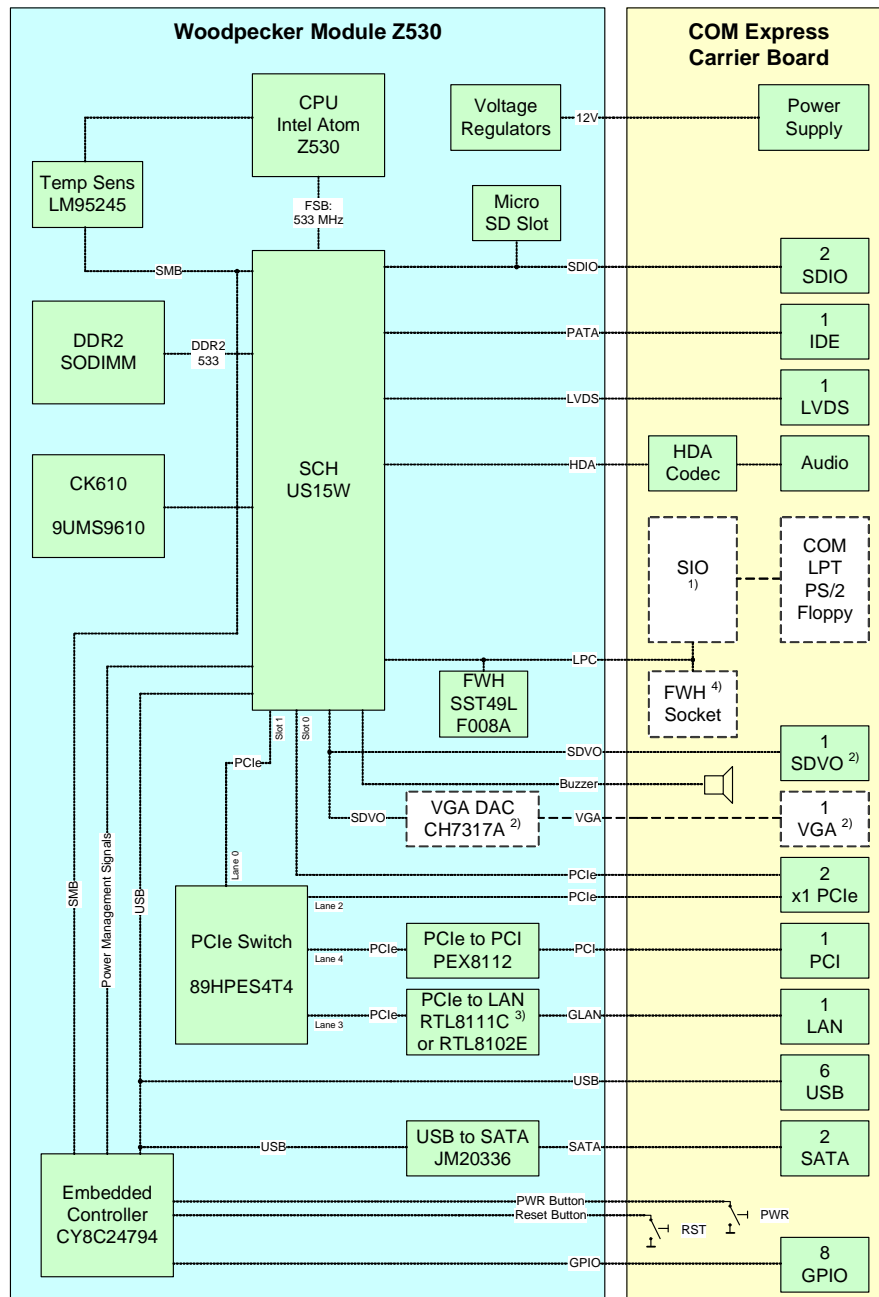 Woodpecker Module Z530
COM Express
Carrier Board
CPU
Intel Atom
Z530
Voltage
Regulators
12V
Power
Supply
Temp Sens
LM95245
FSB:
533 MHz
Micro
SD Slot
SMB
SDIO
2
SDIO
DDR2
SODIMM
DDR2
533
PATA
1
IDE
LVDS
1
LVDS
SCH
US15W
HDA
HDA
Codec
Audio
CK610
9UMS9610
SIO
1)
COM
LPT
PS/2
Floppy
LPC
FWH
SST49L
F008A
FWH 4)
Socket
Slot 1
Slot 0
PCIe
SDVO
1
SDVO 2)
Buzzer
SDVO
VGA DAC
CH7317A 2)
VGA
1
VGA 2)
SMB
Power Management Signals
USB
Lane 0
PCIe
PCIe
2
x1 PCIe
Lane 2
PCIe Switch
89HPES4T4
Lane 4
PCIe
PCIe to PCI
PEX8112
PCI
1
PCI
Lane 3
PCIe
PCIe to LAN
RTL8111C 3)
or RTL8102E
GLAN
1
LAN
USB
6
USB
USB
USB to SATA
JM20336
SATA
2
SATA
Embedded
Controller
CY8C24794
PWR Button
Reset Button
RST
PWR
GPIO
8
GPIO